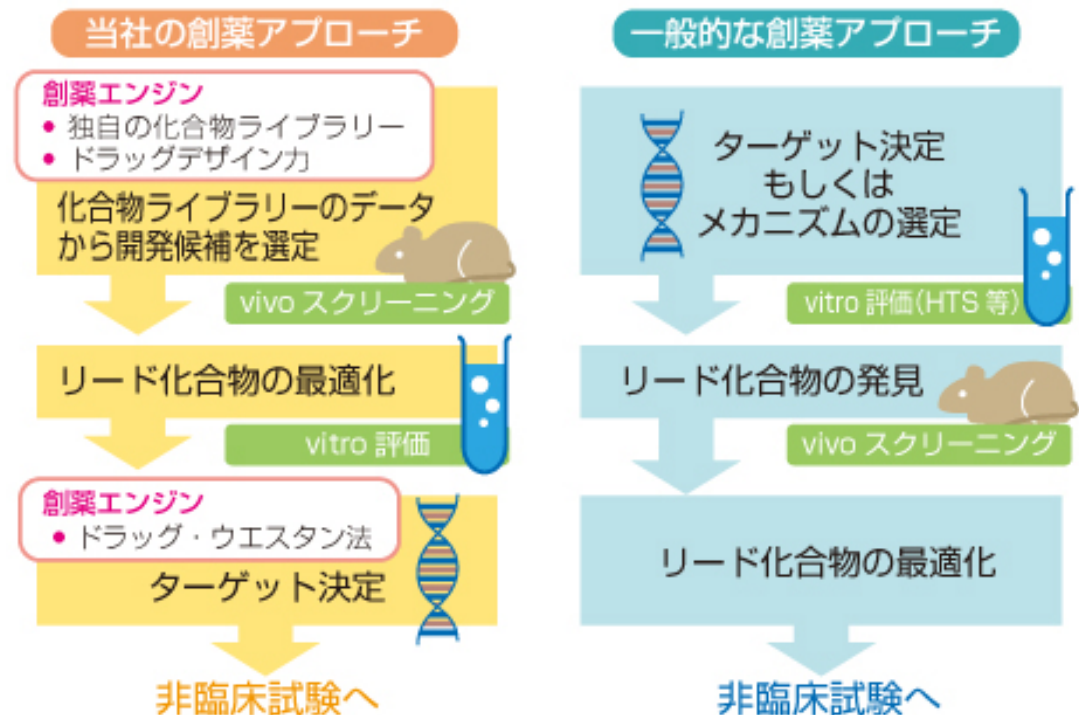 当社の創薬アプローチ
創薬エンジン
• 独自の化合物ライブラリー
• ドラッグデザイン力
化合物ライブラリーのデータ
から開発候補を選定
vivo スクリーニング
リード化合物の最適化
vitro 評価
創薬エンジン
• ドラッグ・ウエスタン法
ターゲット決定
非臨床試験へ
一般的な創薬アプローチ
ターゲット決定
もしくは
メカニズムの選定
vitro 評価(HTS 等)
リード化合物の発見
vivo スクリーニング
リード化合物の最適化
非臨床試験へ